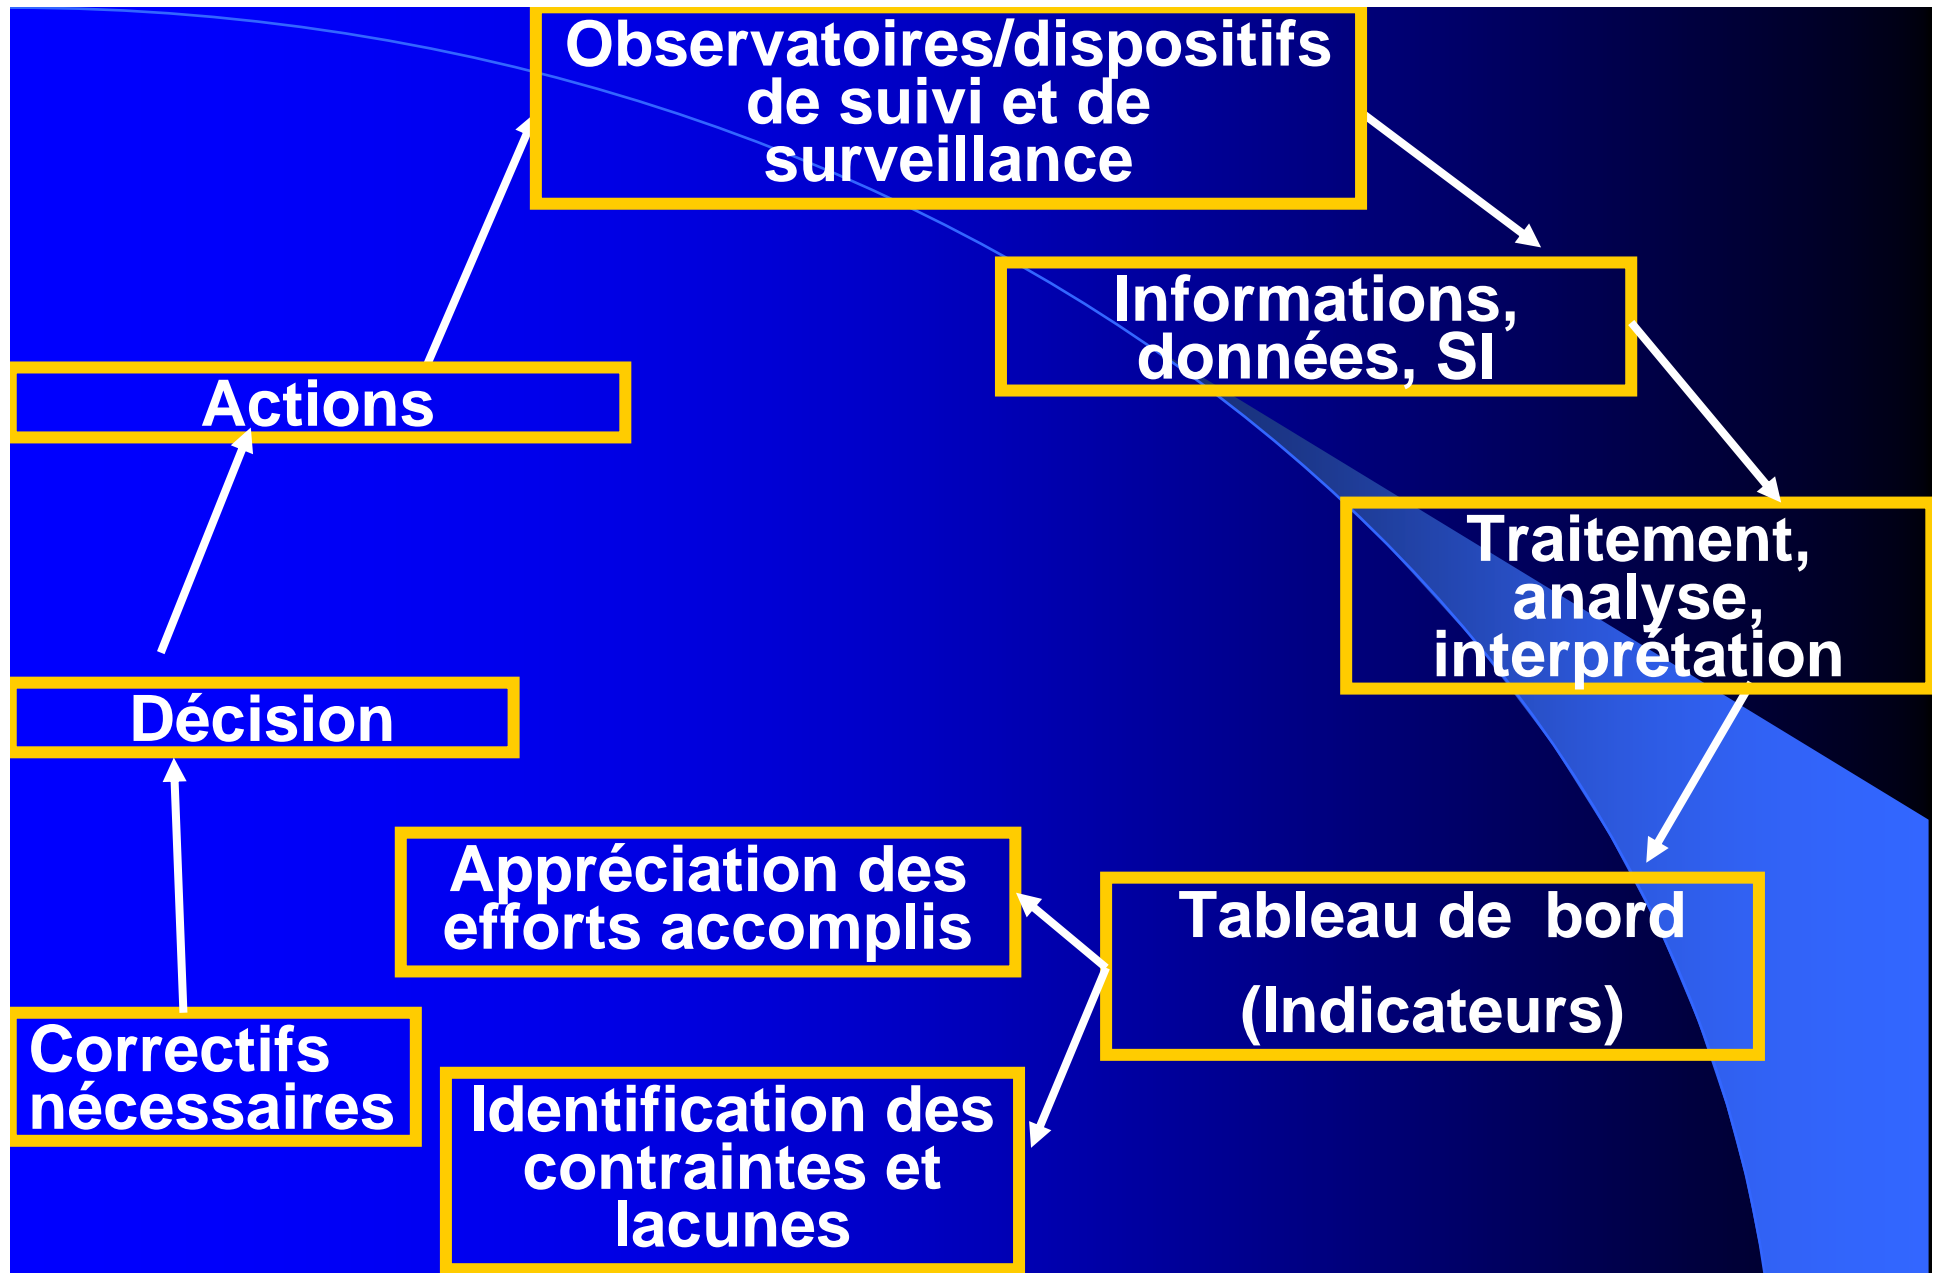 Observatoires/dispositifs
de suivi et de
surveillance
Informations,
données, SI
Actions
Traitement,
analyse,
interprétation
Décision
Appréciation des
efforts accomplis
Tableau de bord
(Indicateurs)
Correctifs
nécessaires
Identification des
contraintes et
lacunes